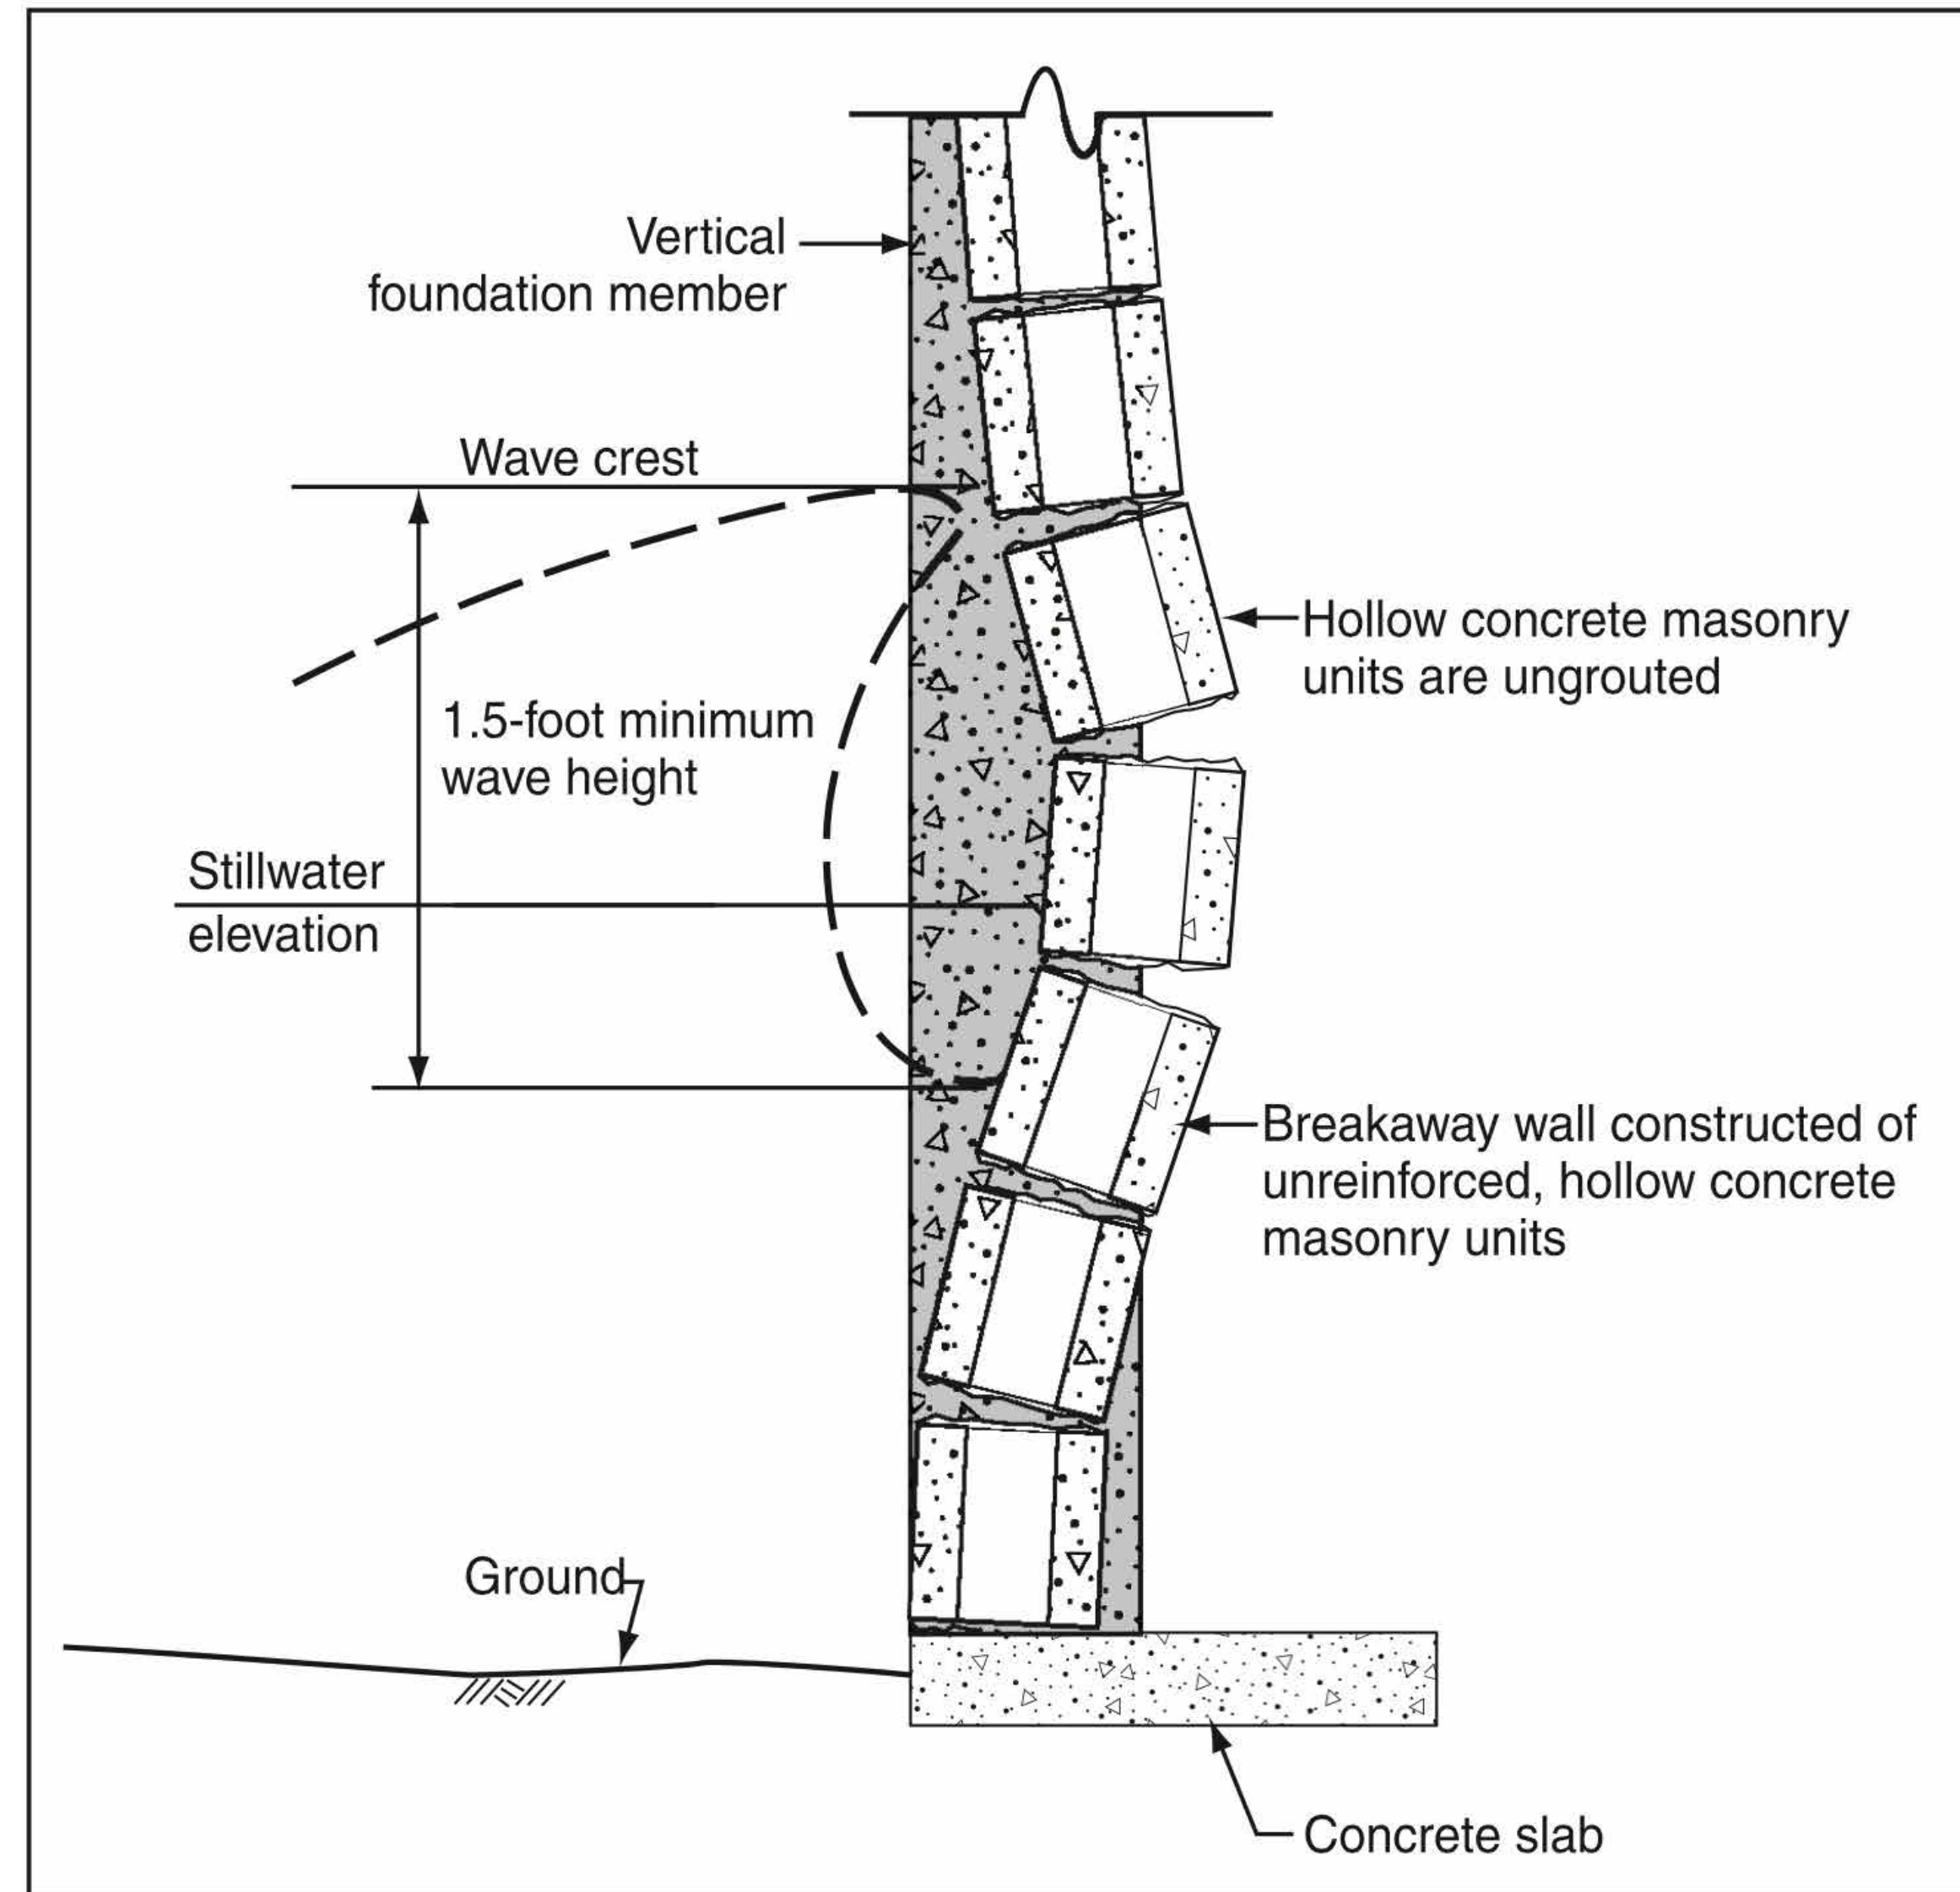 Vertical
foundation member
Wave crest
Hollow concrete masonry
units are ungrouted
1.5-foot minimum
wave height
Stillwater
elevation
Breakaway wall constructed of
unreinforced, hollow concrete
masonry units
Ground
Concrete slab